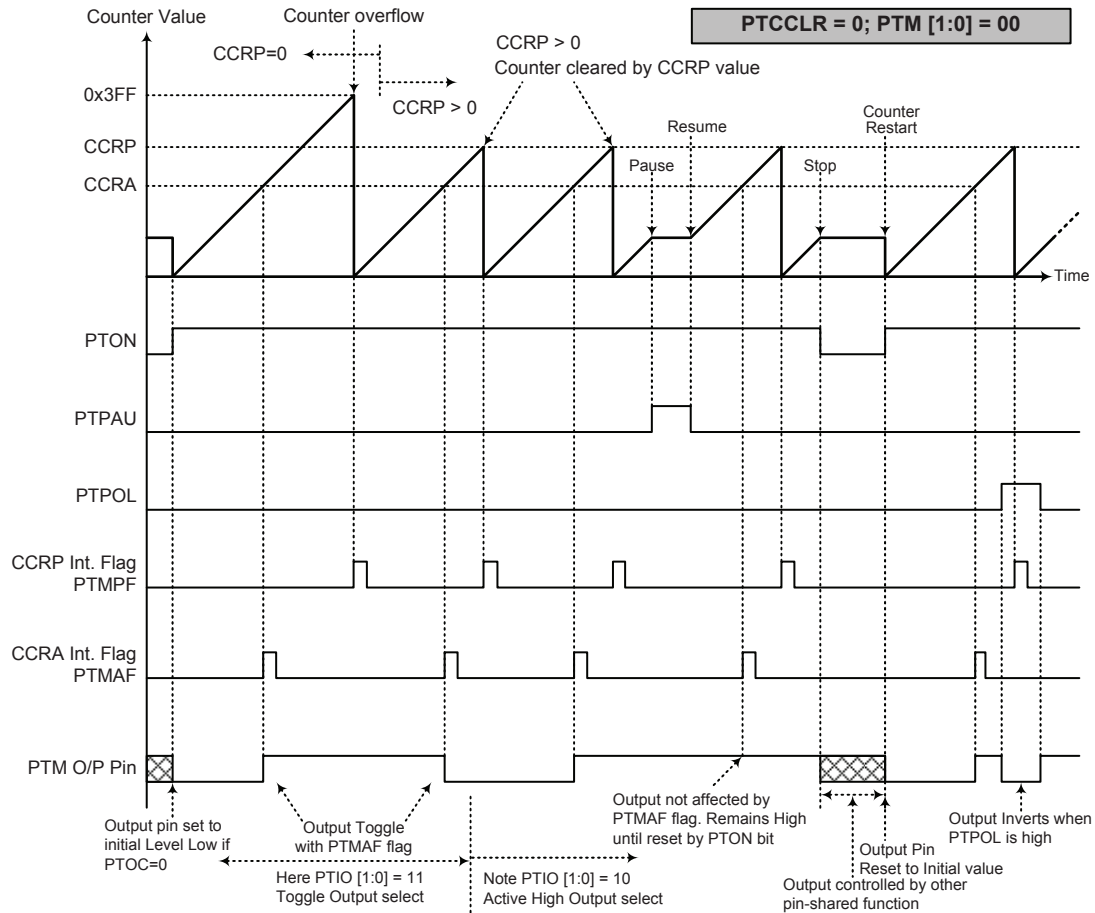 Counter Value
Counter overflow
PTCCLR = 0; PTM [1:0] = 00
CCRP=0
CCRP > 0
CCRP > 0
Counter cleared by CCRP value
0x3FF
CCRP
CCRA
Pause
Resume
Stop
Counter
Restart
Time
PTON
PTPAU
PTPOL
CCRP Int. Flag
PTMPF
CCRA Int. Flag
PTMAF
PTM O/P Pin
Output pin set to
initial Level Low if
PTOC=0
Output Toggle
with PTMAF flag
Here PTIO [1:0] = 11
Toggle Output select
Note PTIO [1:0] = 10
Active High Output select
Output not affected by
PTMAF flag. Remains High
until reset by PTON bit
Output Pin
Reset to Initial value
Output controlled by other
pin-shared function
Output Inverts when
PTPOL is high